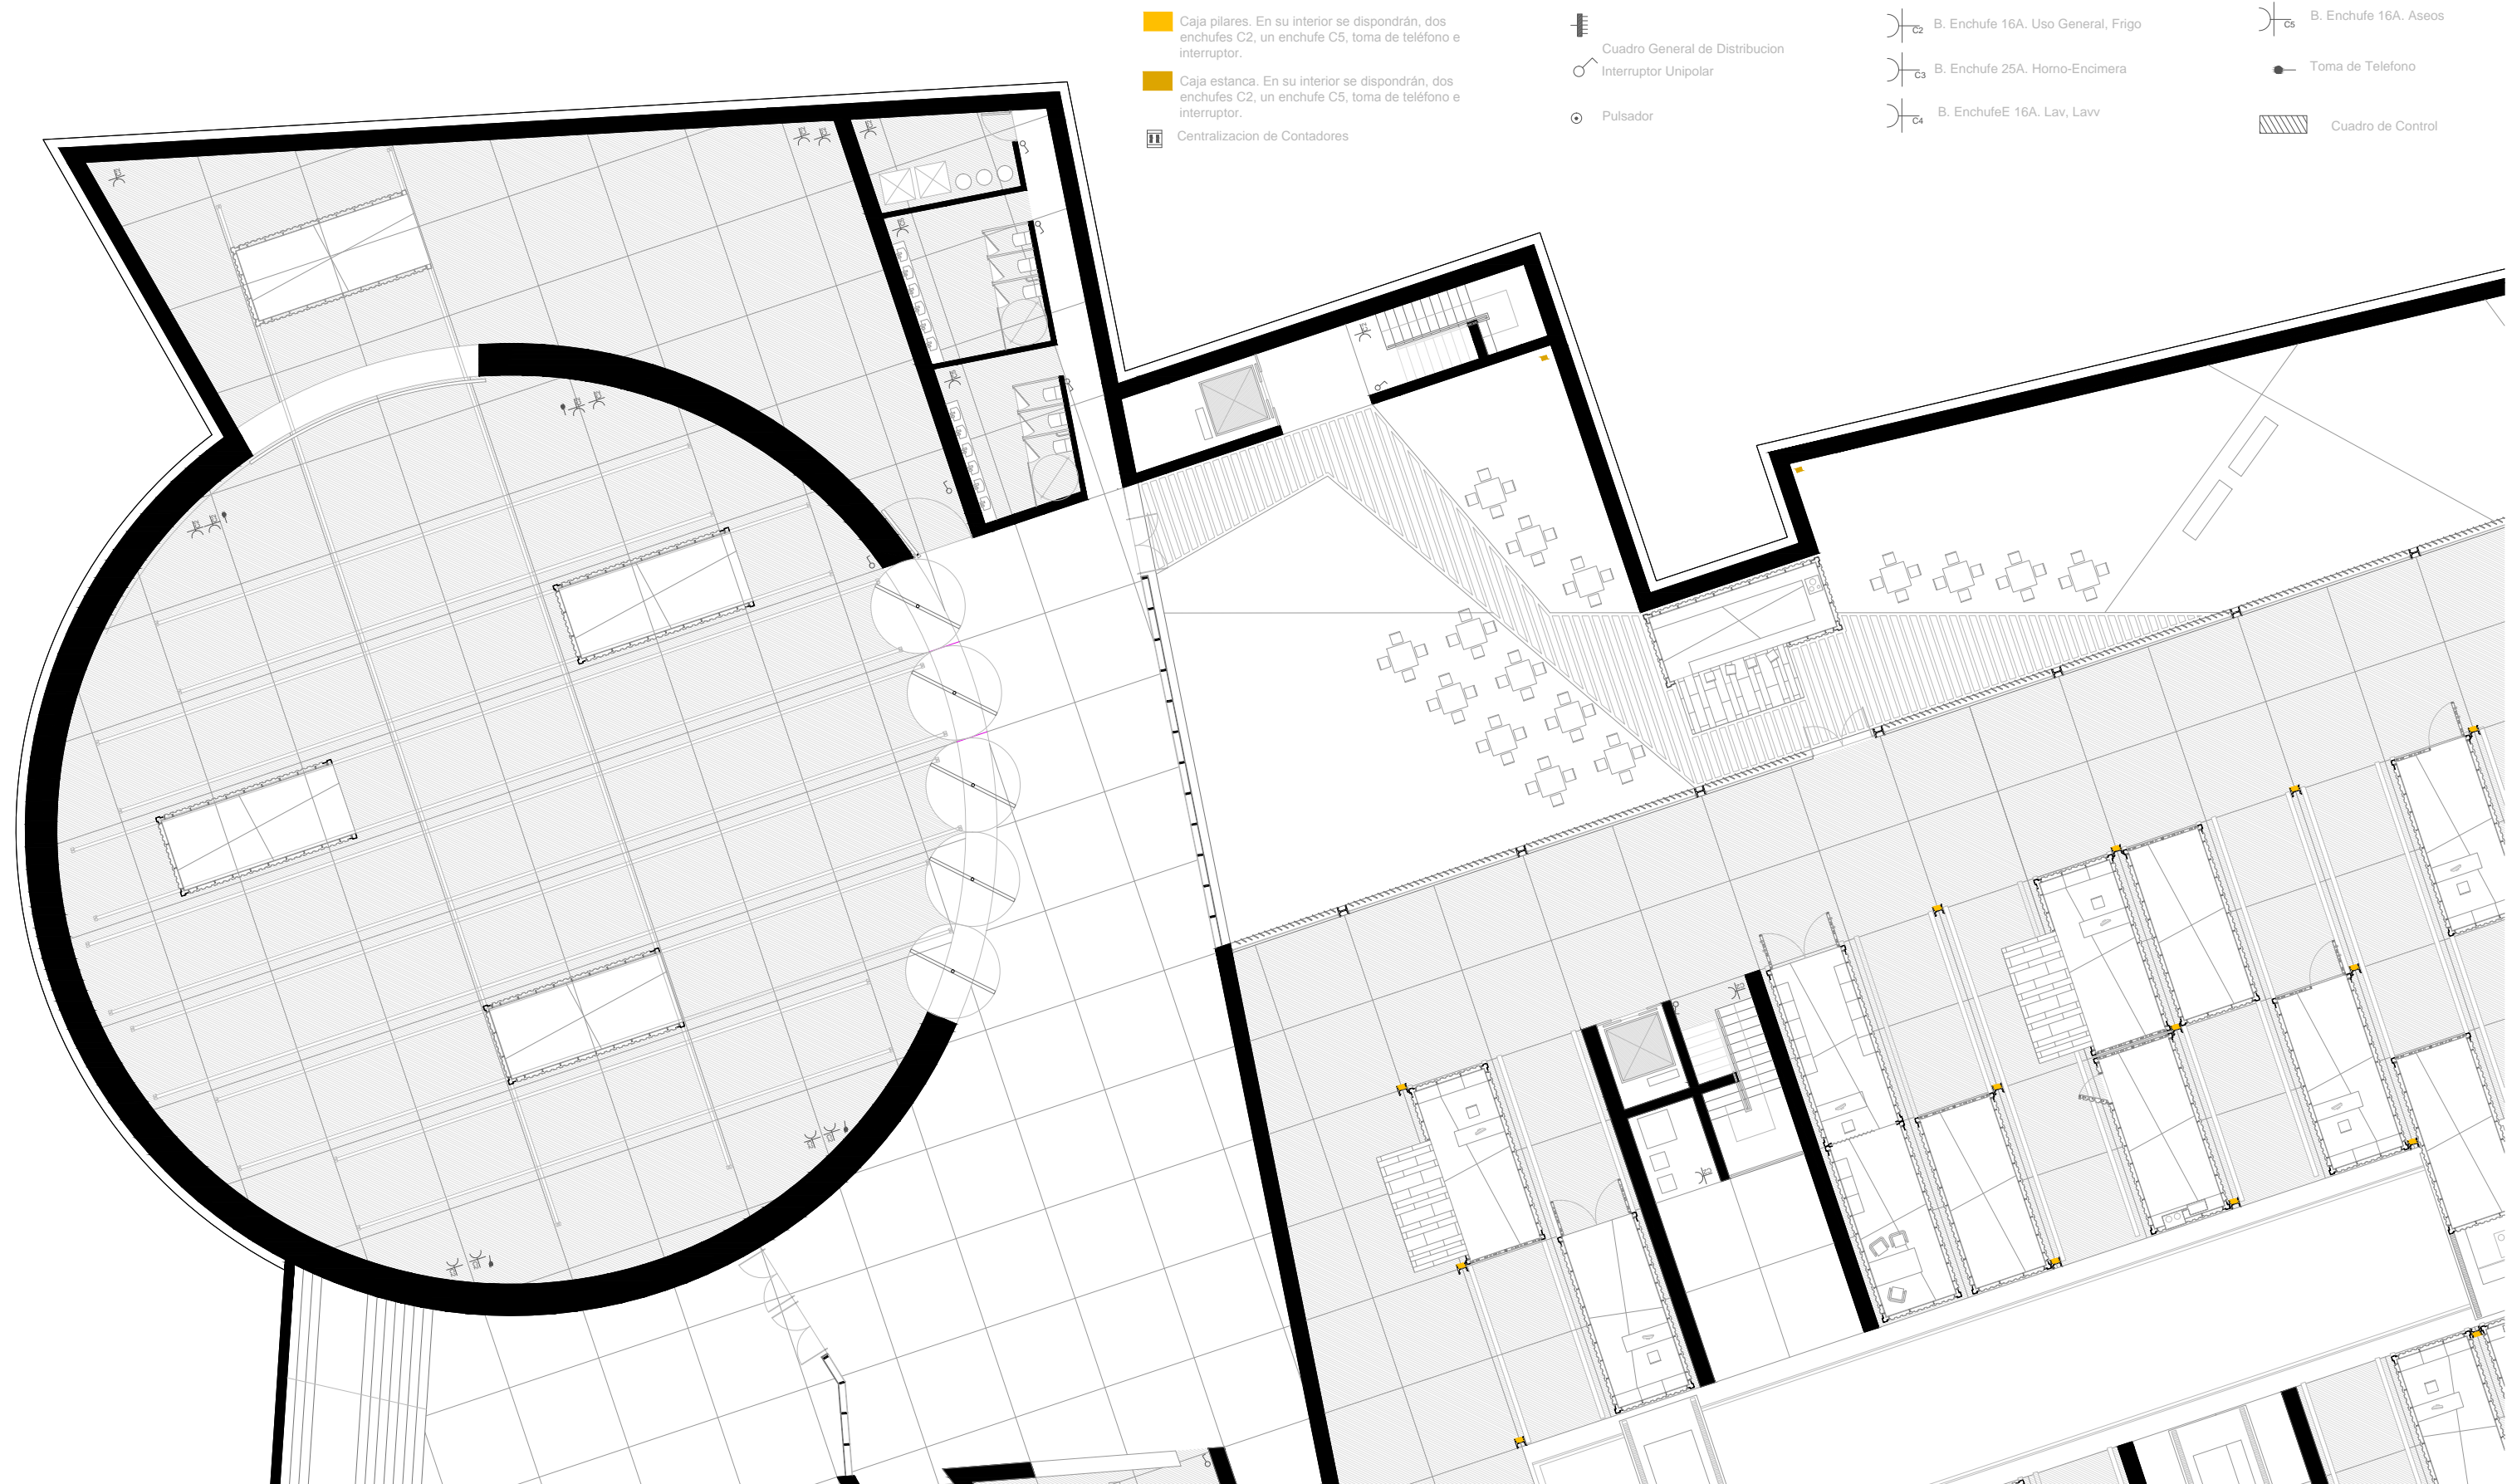 Caja pilares. En su interior se dispondrán, dos
enchufes C2, un enchufe C5, toma de teléfono e
interruptor.
Caja estanca. En su interior se dispondrán, dos
enchufes C2, un enchufe C5, toma de teléfono e
interruptor.
Centralizacion de Contadores
Cuadro General de Distribucion
Interruptor Unipolar
Pulsador
C2 B. Enchufe 16A. Uso General, Frigo
C3 B. Enchufe 25A. Horno-Encimera
C4 B. EnchufeE 16A. Lav, Lavv
C5 B. Enchufe 16A. Aseos
Toma de Telefono
Cuadro de Control